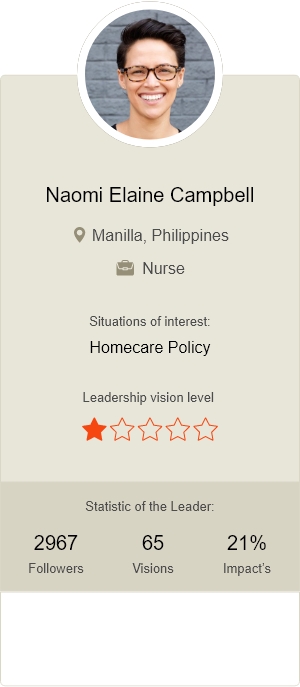 Naomi Elaine Campbell
Manilla, Philippines
Nurse
Situations of interest:
Homecare Policy
Leadership vision level
Statistic of the Leader:
2967 65 21%
Followers Visions Impact's